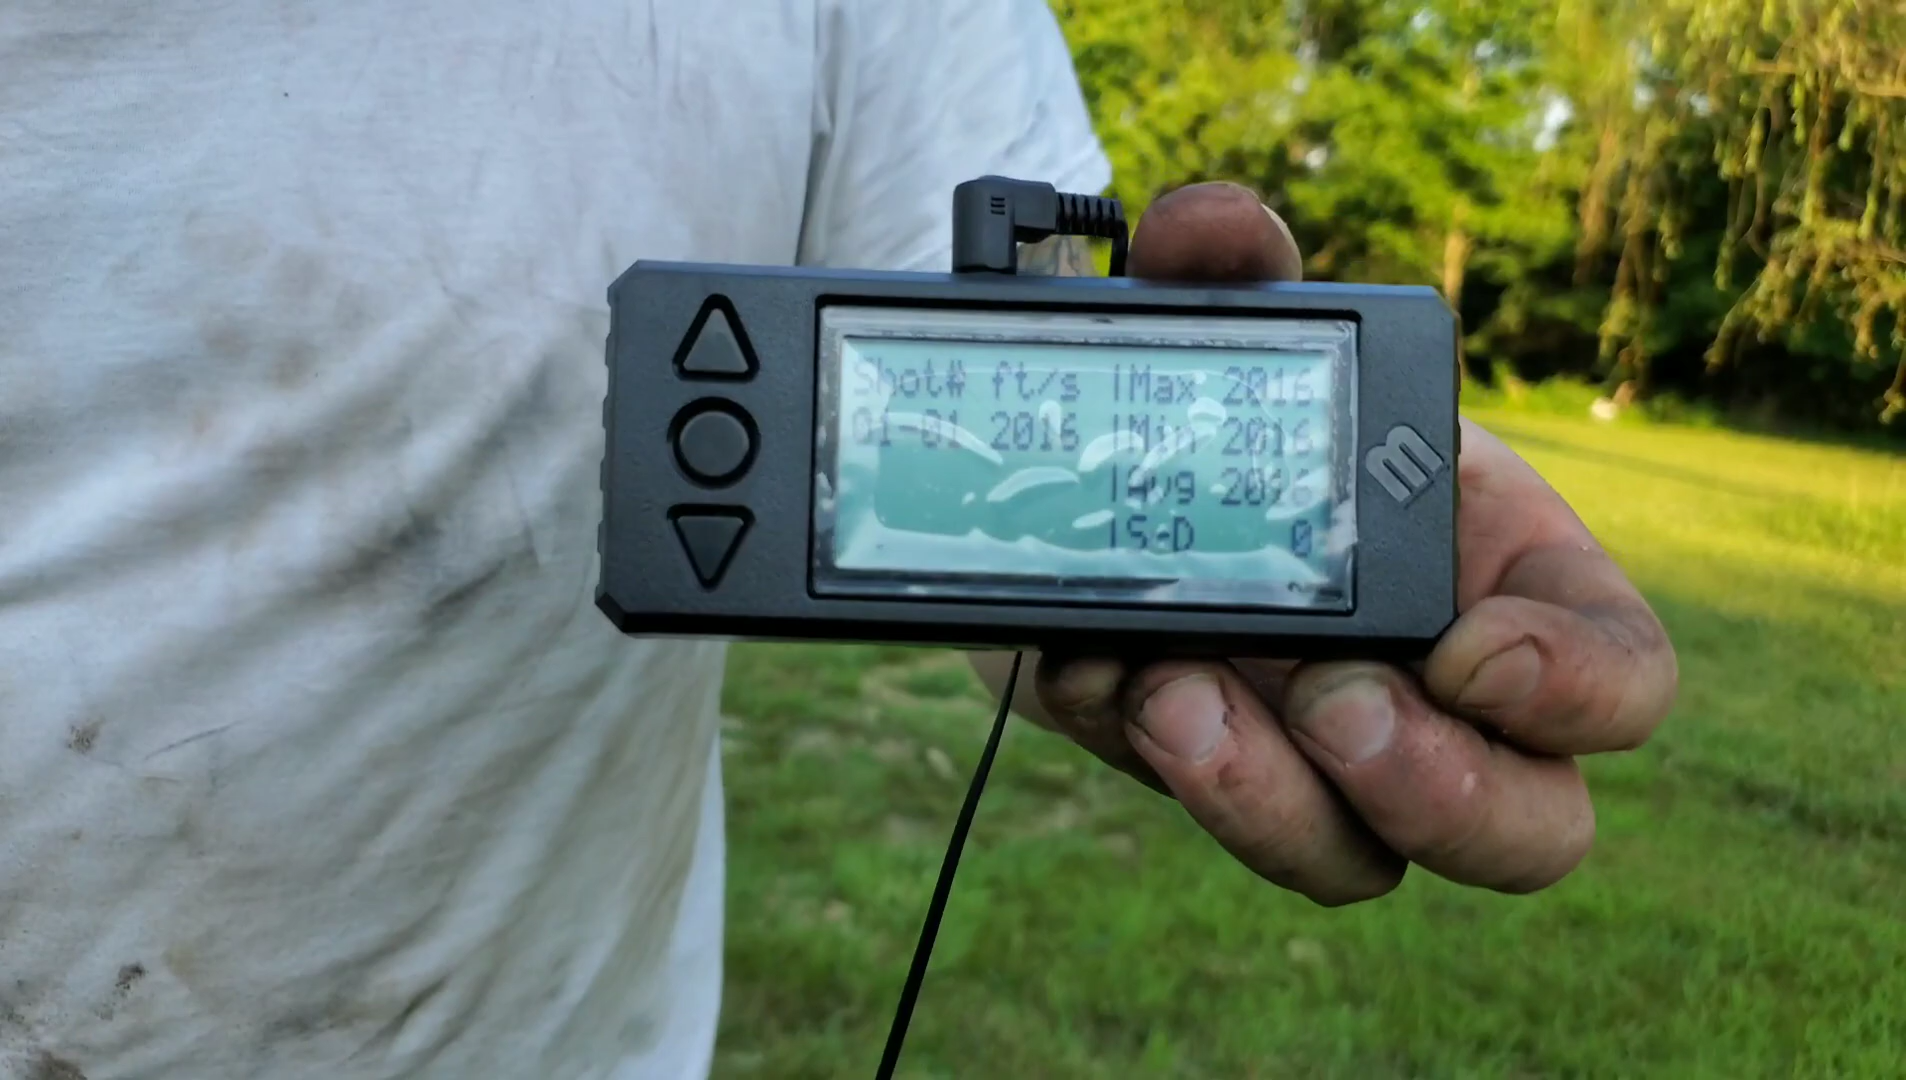 Shot# ft/s |Max 2016
01-01 2016 |Min 2016
|Avg 2016
|S-D 0
m